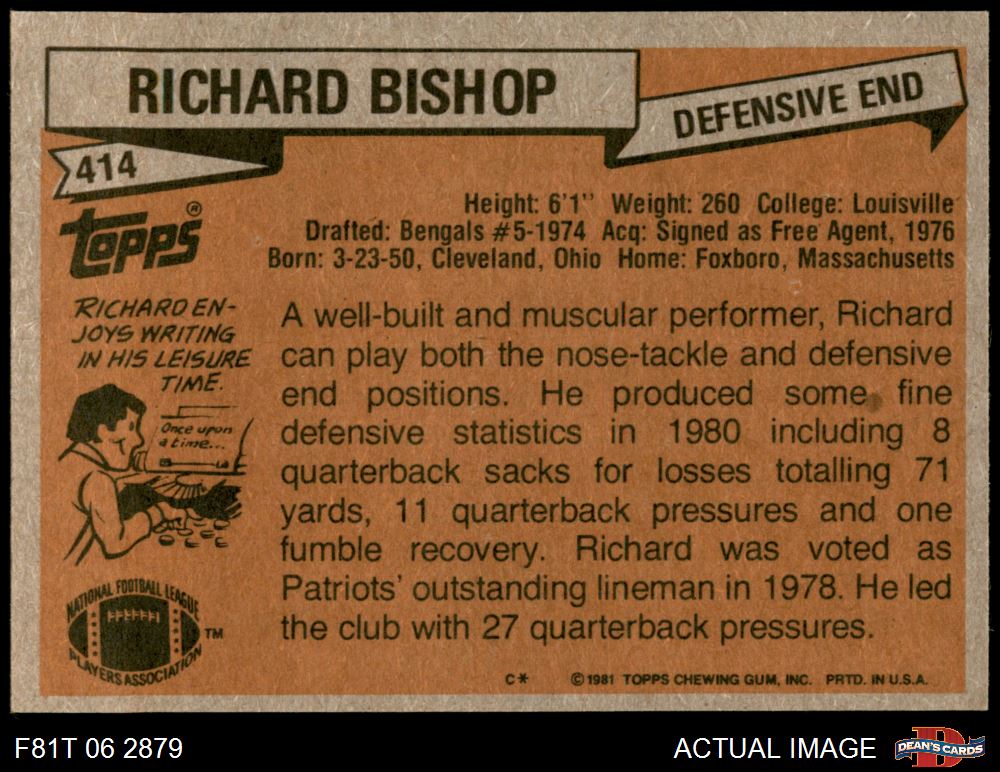 RICHARD BISHOP
DEFENSIVE END
414
Topps®
Height: 6'1" Weight: 260 College: Louisville
Drafted: Bengals #5-1974 Acq: Signed as Free Agent, 1976
Born: 3-23-50, Cleveland, Ohio Home: Foxboro, Massachusetts
RICHARD EN-
JOYS WRITING
IN HIS LEISURE
TIME.
Once upon
a time...
A well-built and muscular performer, Richard
can play both the nose-tackle and defensive
end positions. He produced some fine
defensive statistics in 1980 including 8
quarterback sacks for losses totalling 71
yards, 11 quarterback pressures and one
fumble recovery. Richard was voted as
Patriots' outstanding lineman in 1978. He led
the club with 27 quarterback pressures.
NATIONAL FOOTBALL LEAGUE
PLAYERS ASSOCIATION
TM
C* © 1981 TOPPS CHEWING GUM, INC. PRTD. IN U.S.A.
F81T 06 2879
ACTUAL IMAGE
D
DEAN'S CARDS